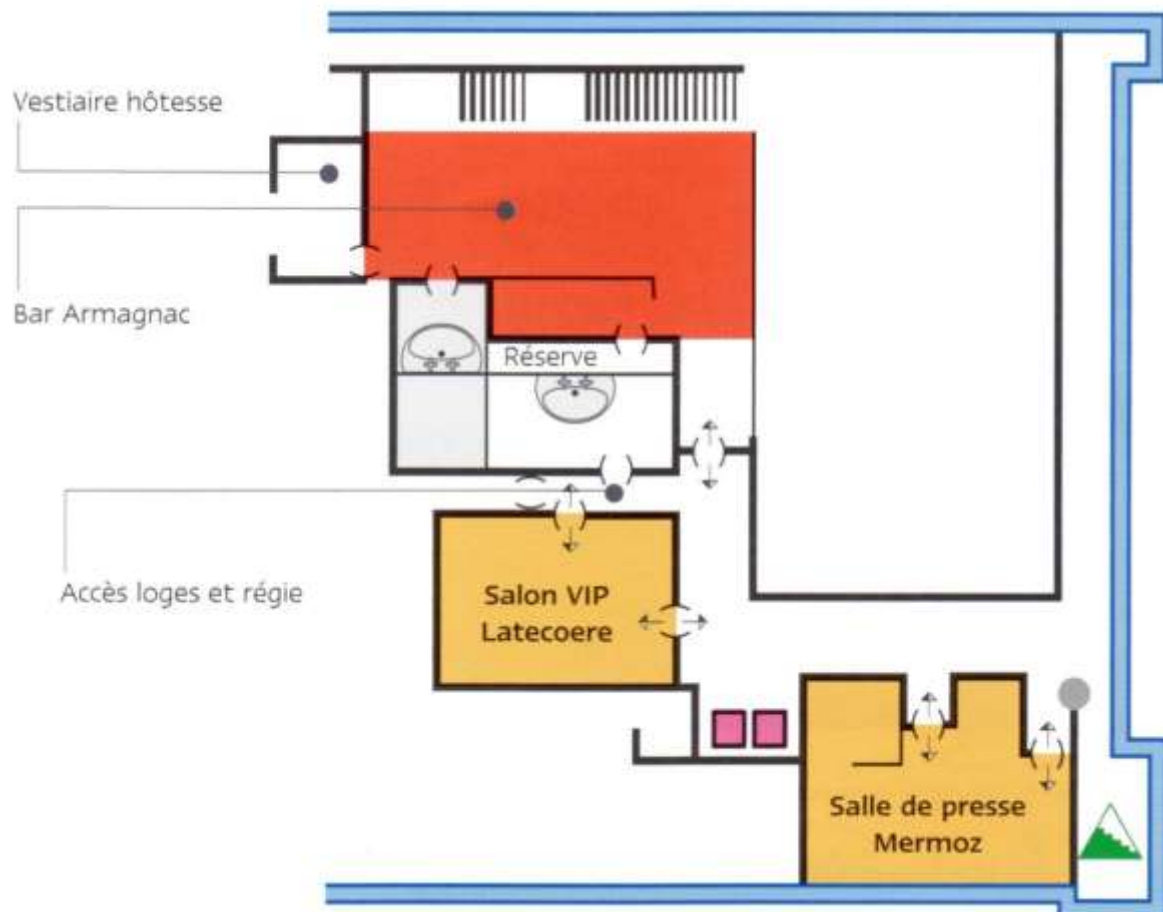 Vestiaire hôtesse
Bar Armagnac
Réserve
Accès loges et régie
Salon VIP
Latecoere
Salle de presse
Mermoz